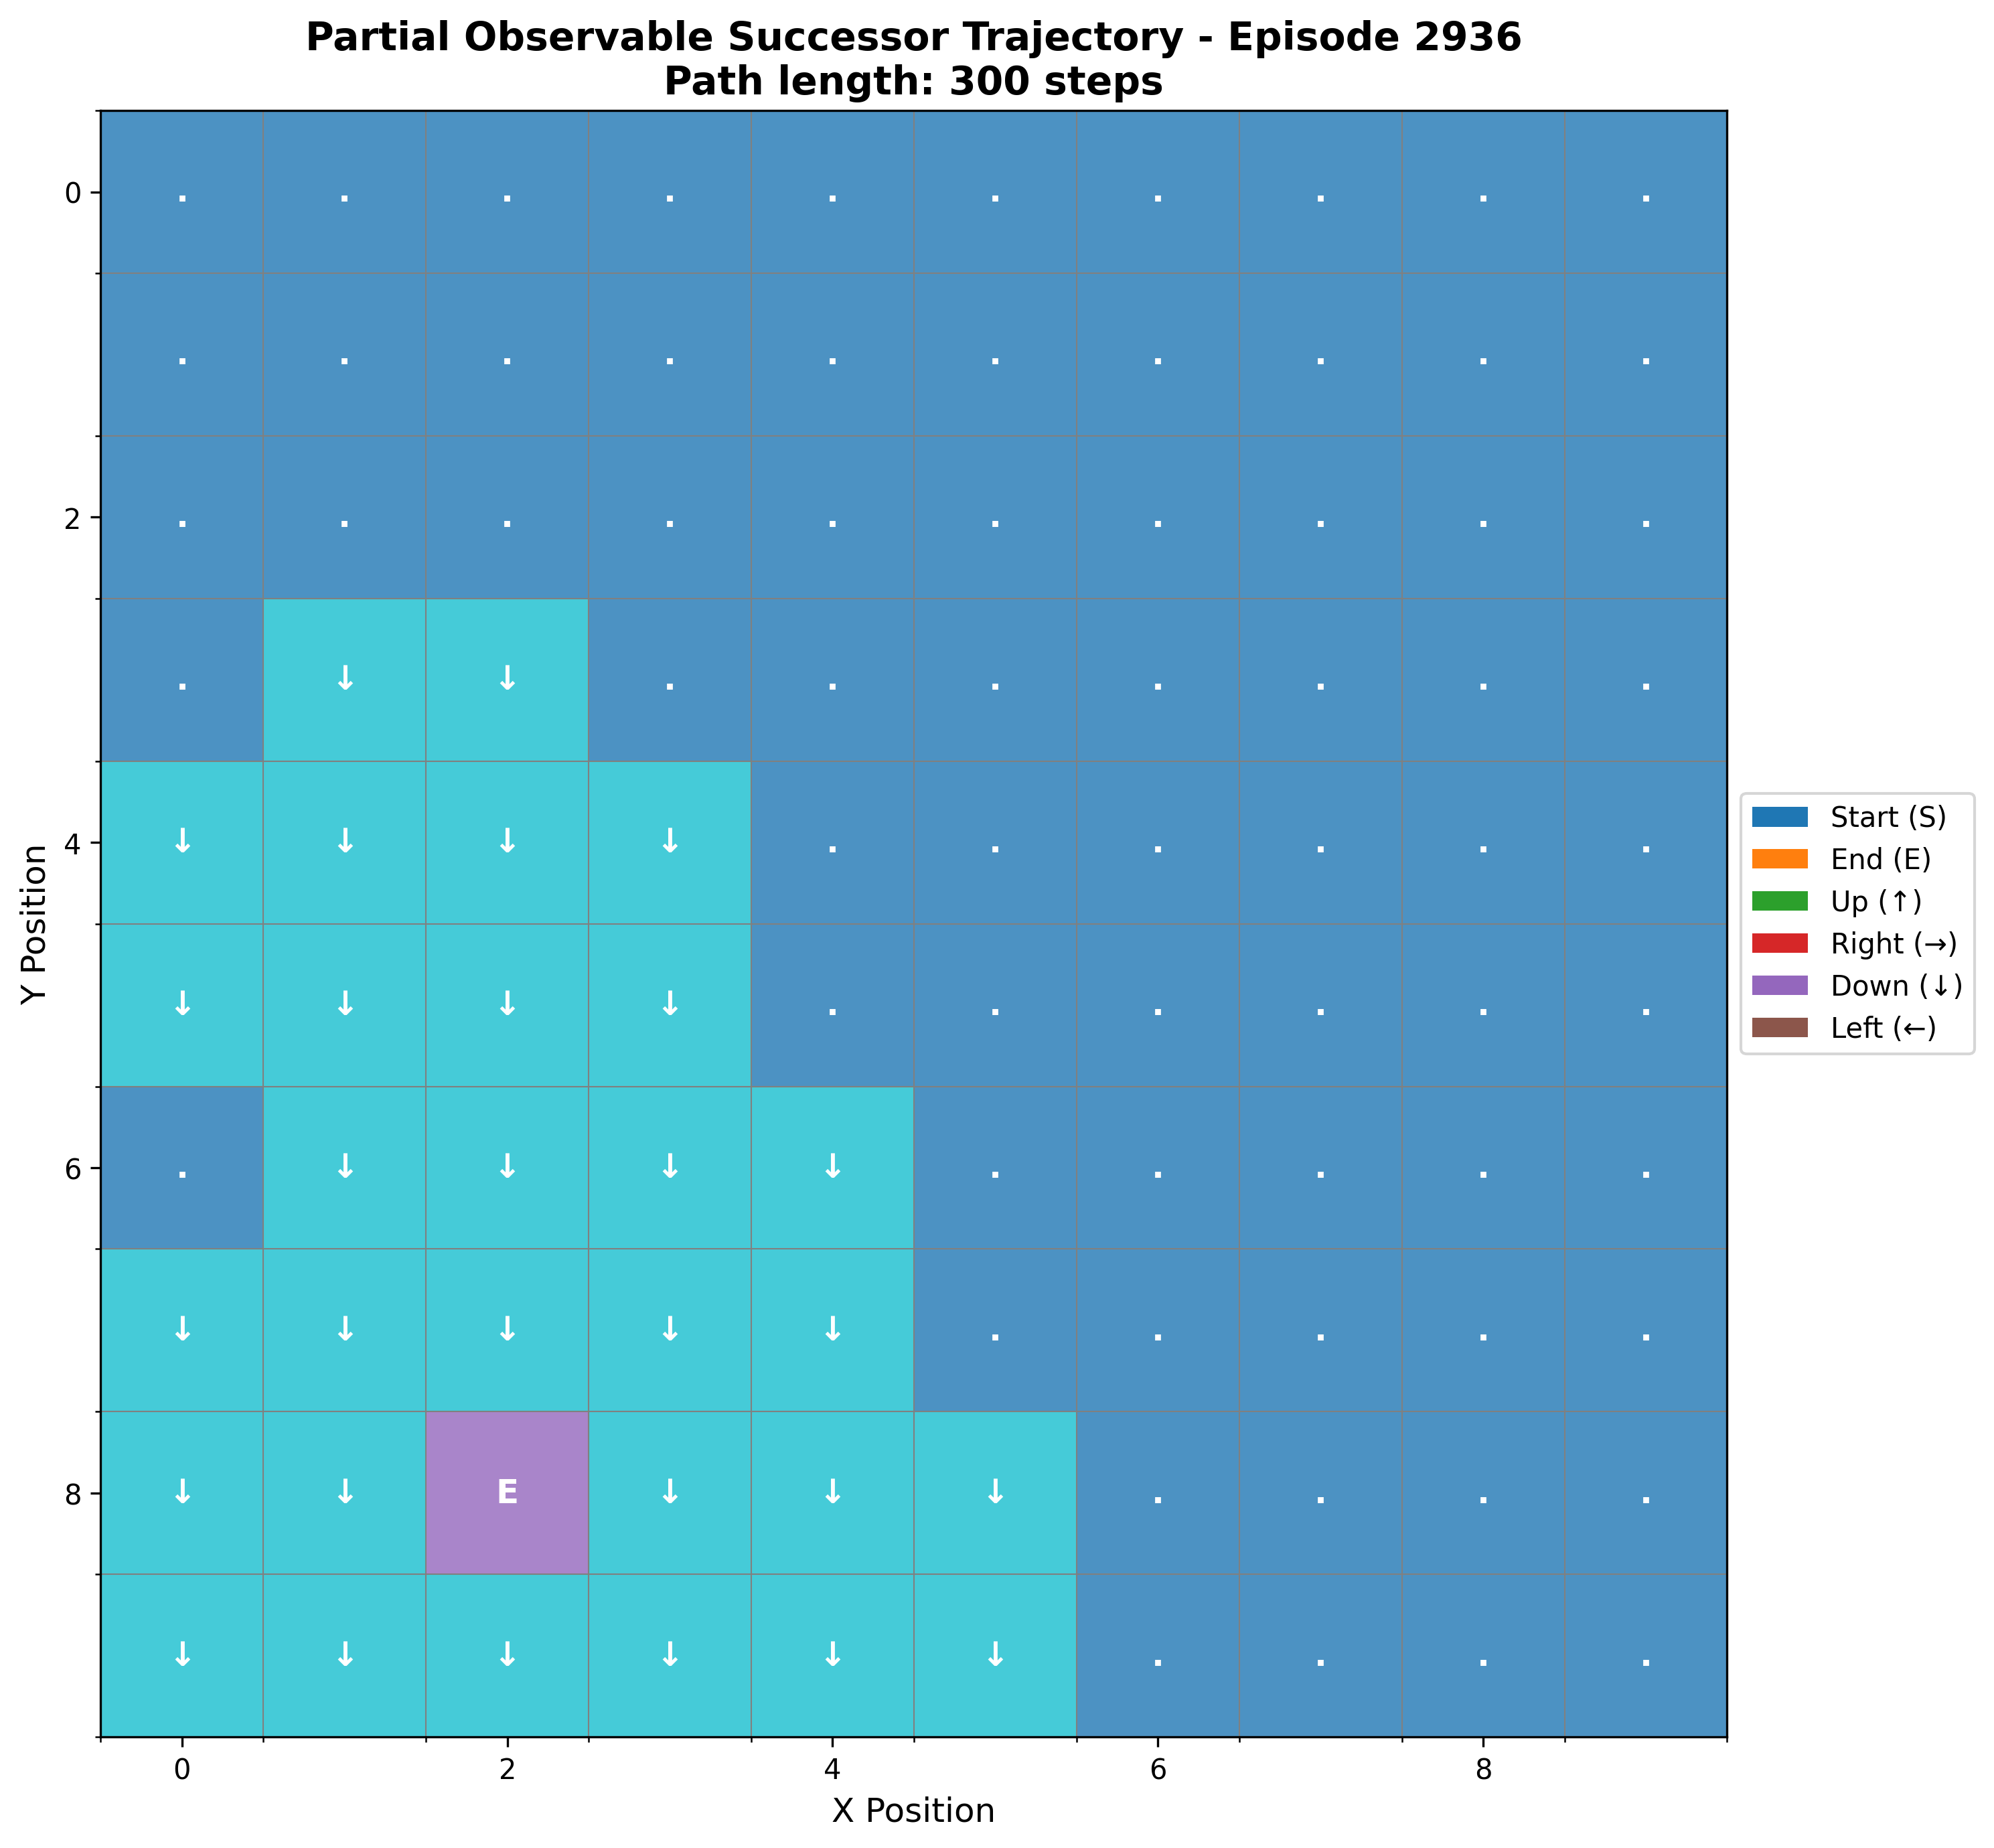 Partial Observable Successor Trajectory - Episode 2936
Path length: 300 steps
0 . . . . . . . . . .
. . . . . . . . . .
2 . . . . . . . . . .
. ↓ ↓ . . . . . . .
4 ↓ ↓ ↓ ↓ . . . . . .
↓ ↓ ↓ ↓ . . . . . .
6 . ↓ ↓ ↓ ↓ . . . . .
↓ ↓ ↓ ↓ ↓ . . . . .
8 ↓ ↓ E ↓ ↓ ↓ . . . .
↓ ↓ ↓ ↓ ↓ ↓ . . . .
0 2 4 6 8
X Position
Y Position
Start (S)
End (E)
Up (↑)
Right (→)
Down (↓)
Left (←)